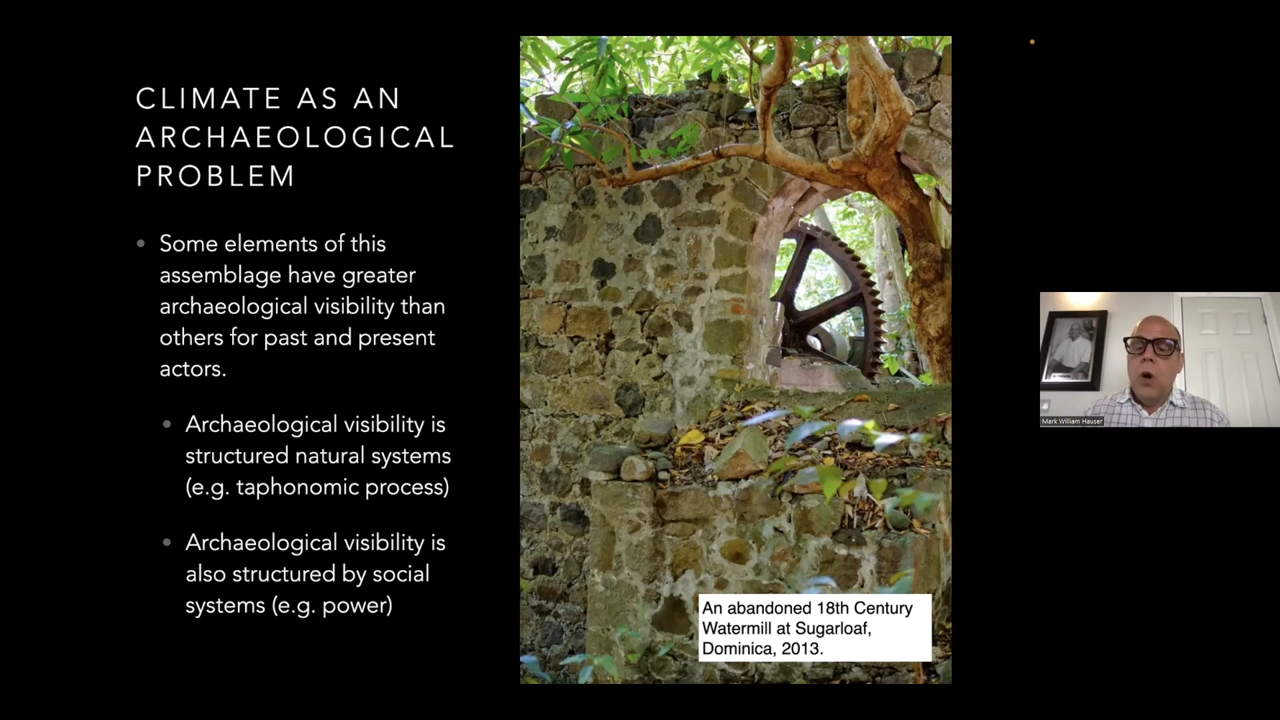 CLIMATE AS AN
ARCHAEOLOGICAL
PROBLEM
Some elements of this
assemblage have greater
archaeological visibility than
others for past and present
actors.
Archaeological visibility is
structured natural systems
(e.g. taphonomic process)
Archaeological visibility is
also structured by social
systems (e.g. power)
An abandoned 18th Century
Watermill at Sugarloaf,
Dominica, 2013.
Mark William Hauser